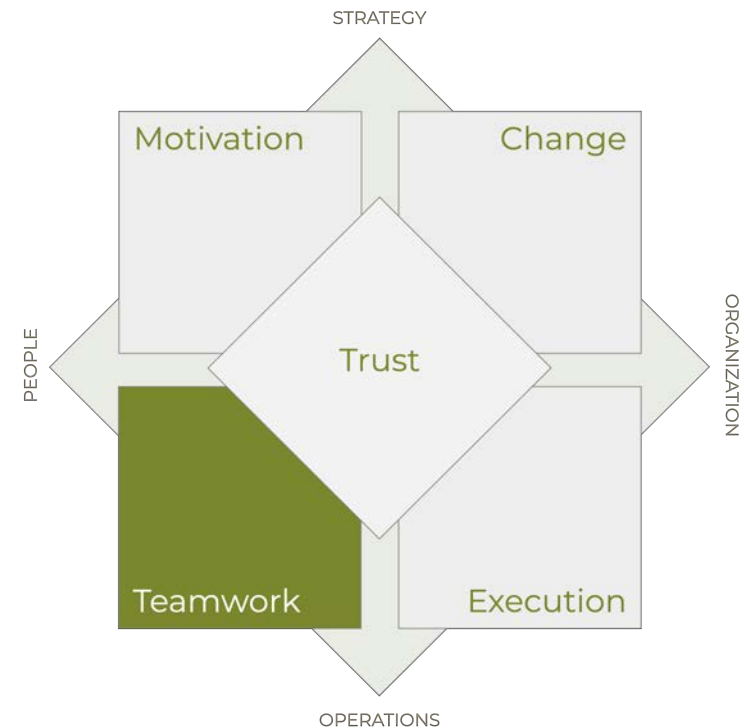 STRATEGY
Motivation
Change
PEOPLE
Trust
ORGANIZATION
Teamwork
Execution
OPERATIONS